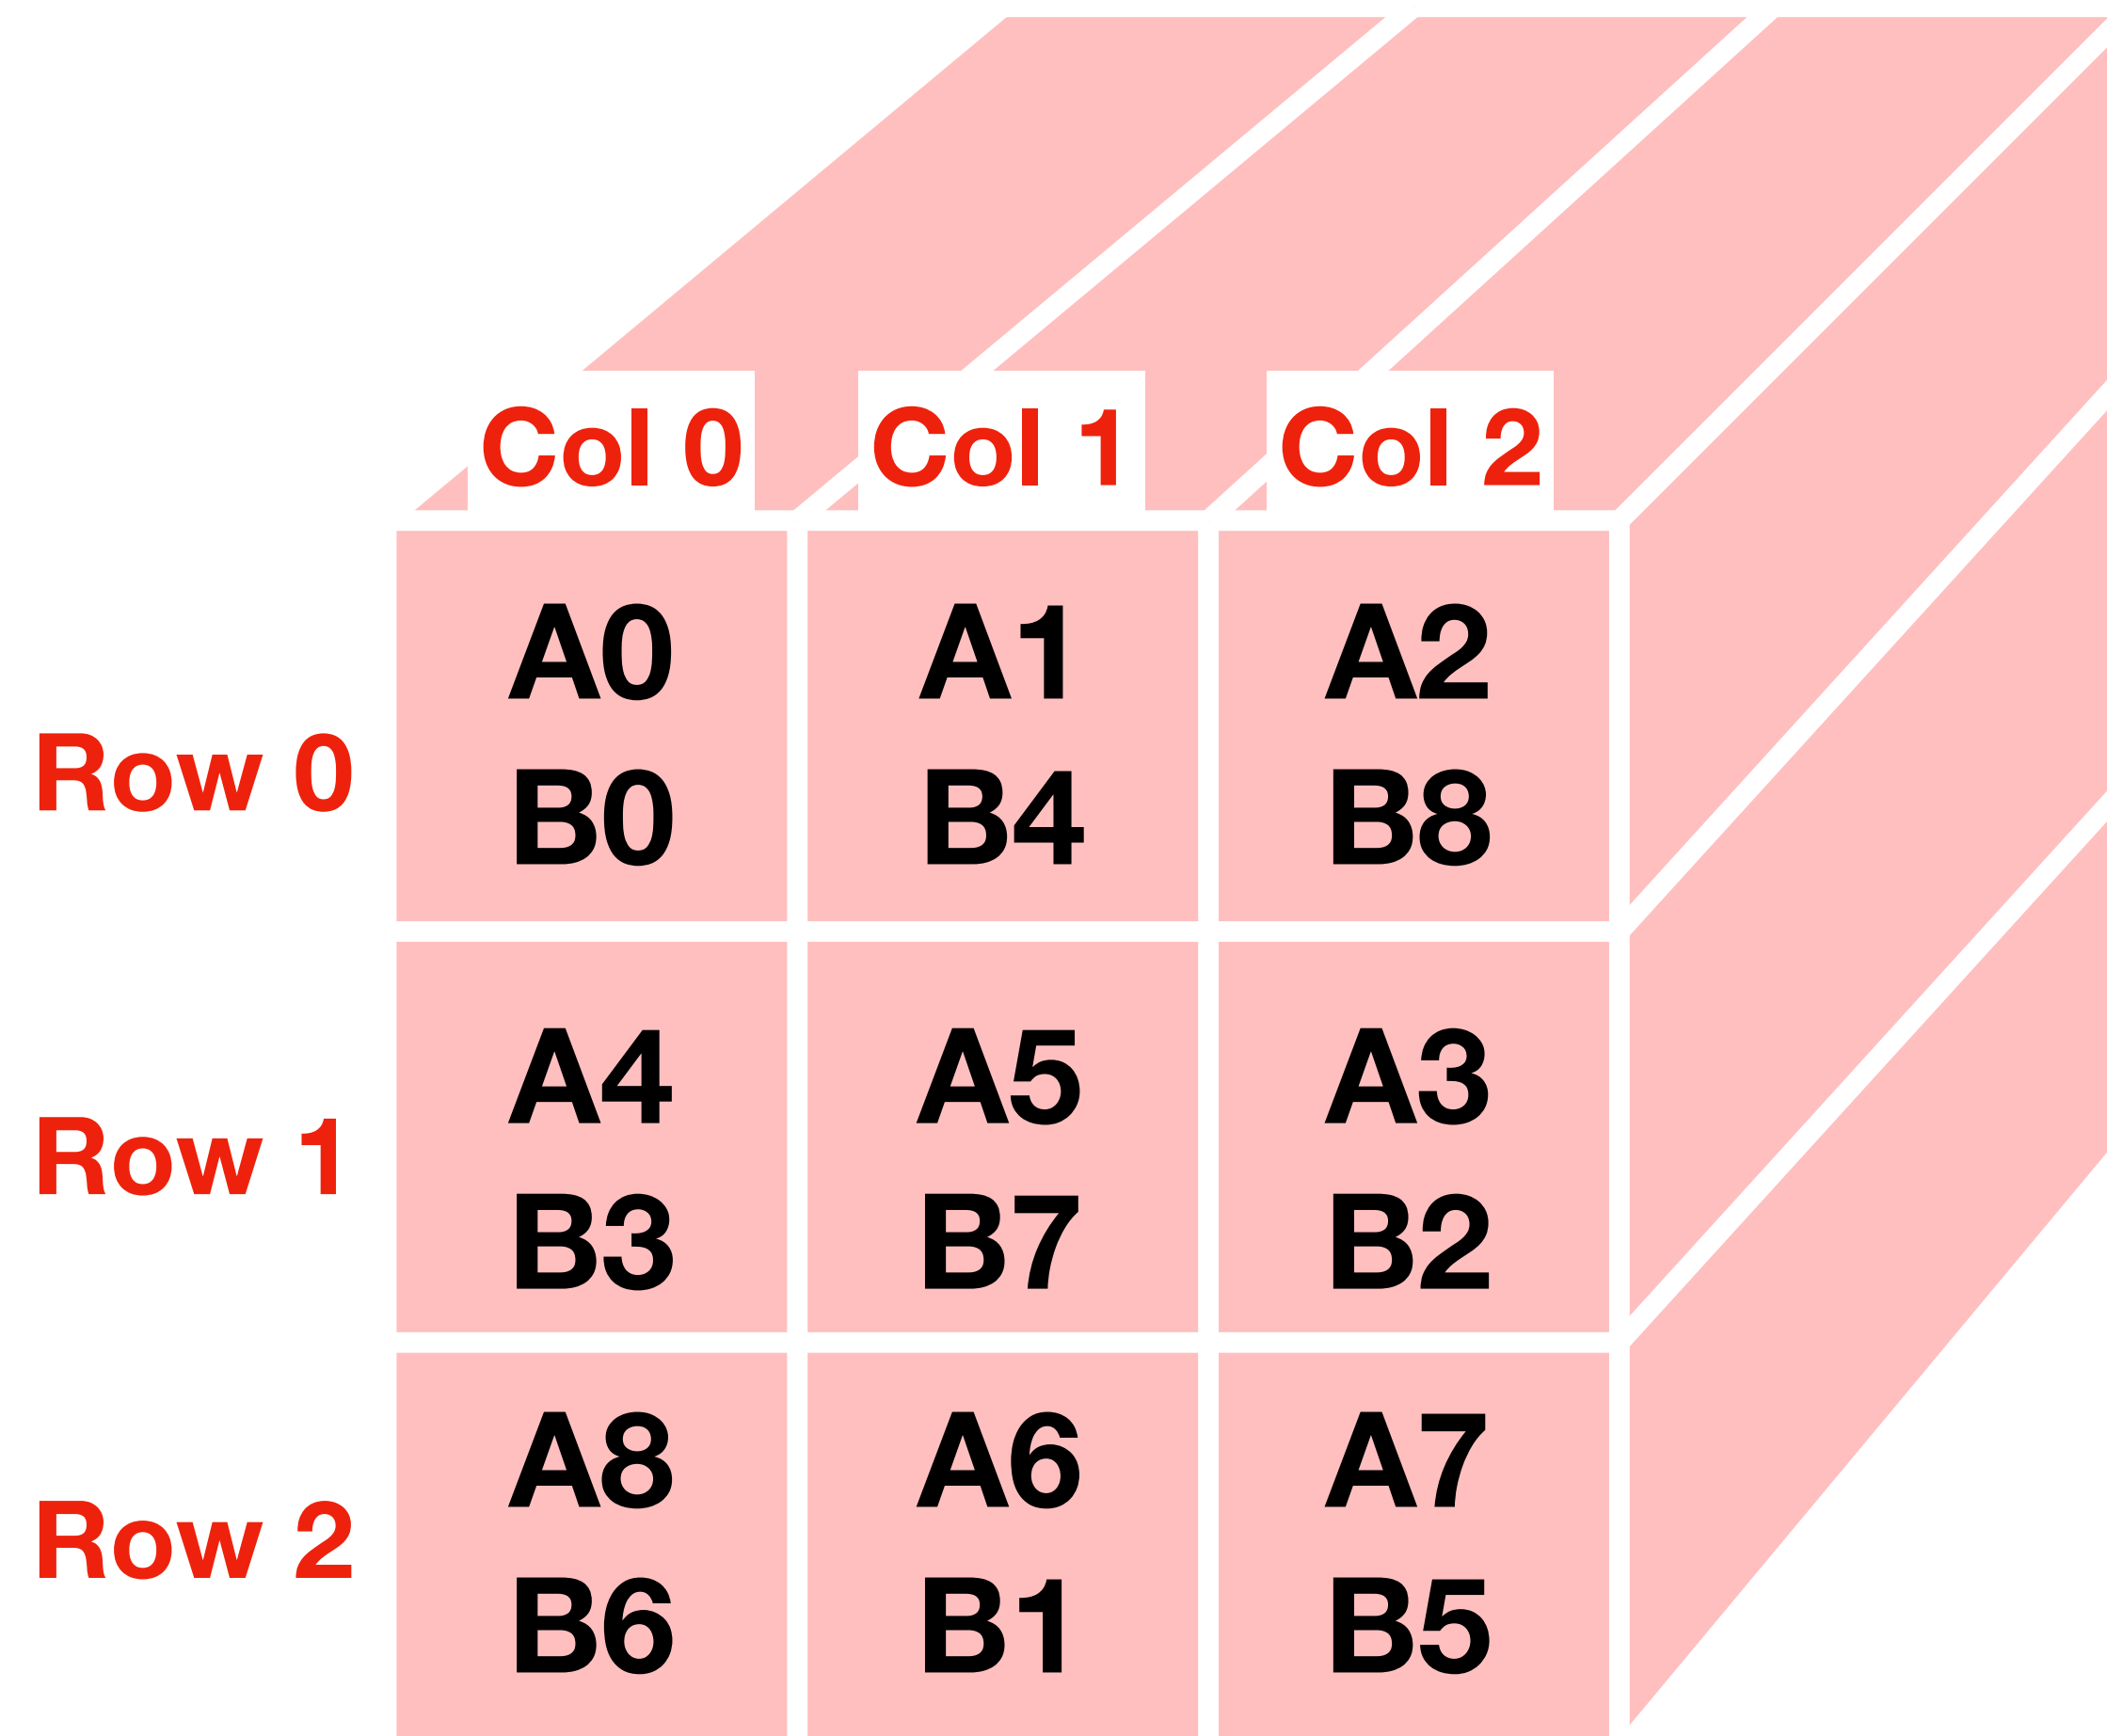 Col 0 Col 1 Col 2
A0 A1 A2
Row 0
B0 B4 B8
A4 A5 A3
Row 1
B3 B7 B2
A8 A6 A7
Row 2
B6 B1 B5